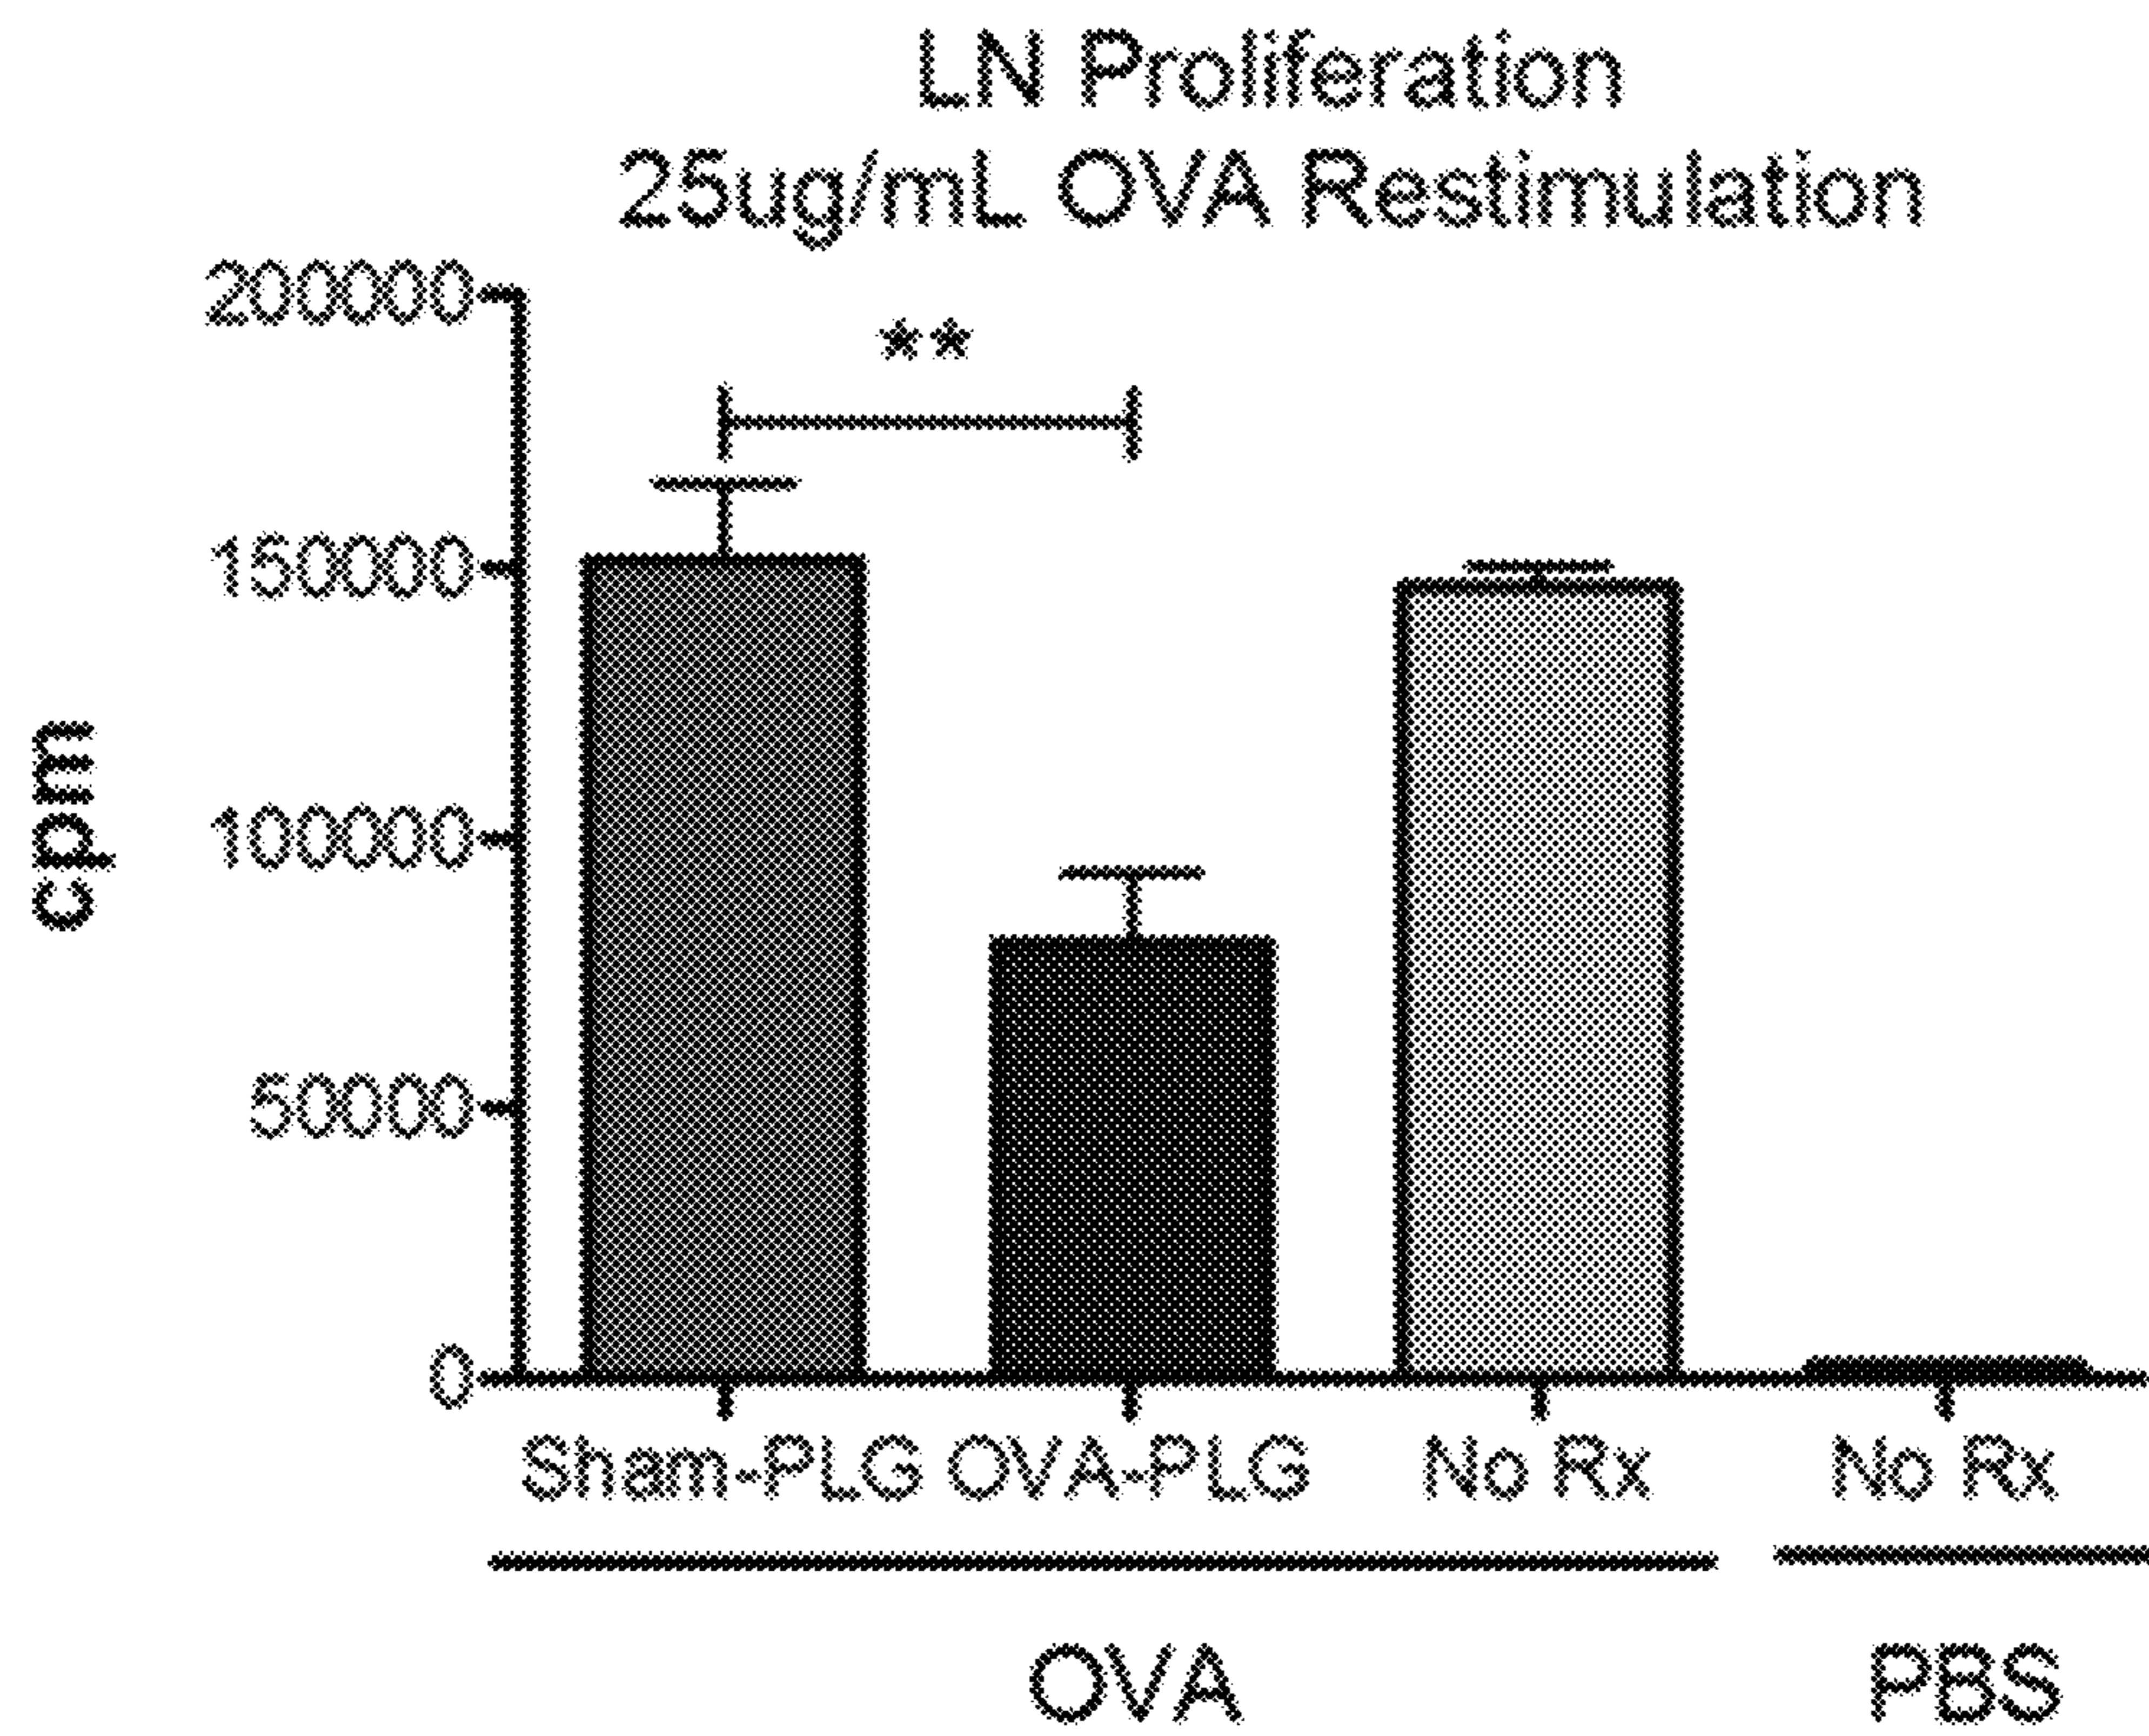 LN Proliferation
25ug/mL OVA Restimulation
200000
**
150000
100000
50000
0
cpm
Sham-PLG OVA-PLG No Rx No Rx
OVA PBS